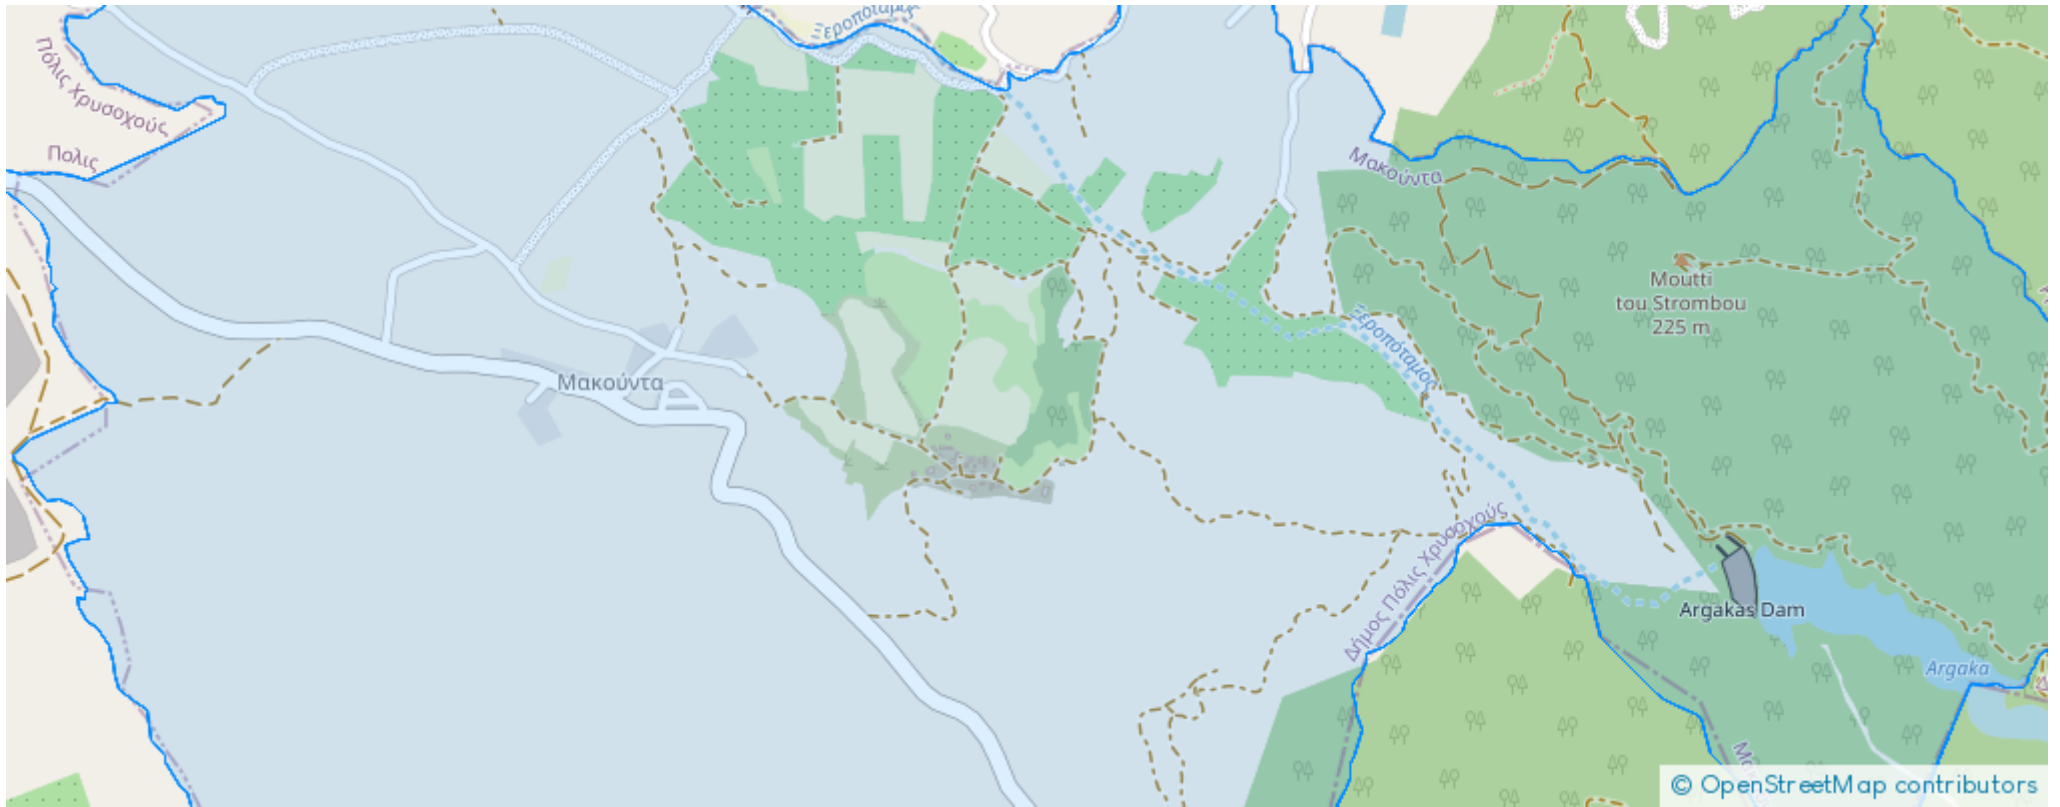 Ξεροπόταμος
Πόλις Χρυσοχούς
Πολις
Μακούντα
Moutti
tou Strombou
225 m
Ξεροπόταμος
Μακούντα
Δήμος Πόλις Χρυσοχούς
Argakas Dam
Argaka
© OpenStreetMap contributors